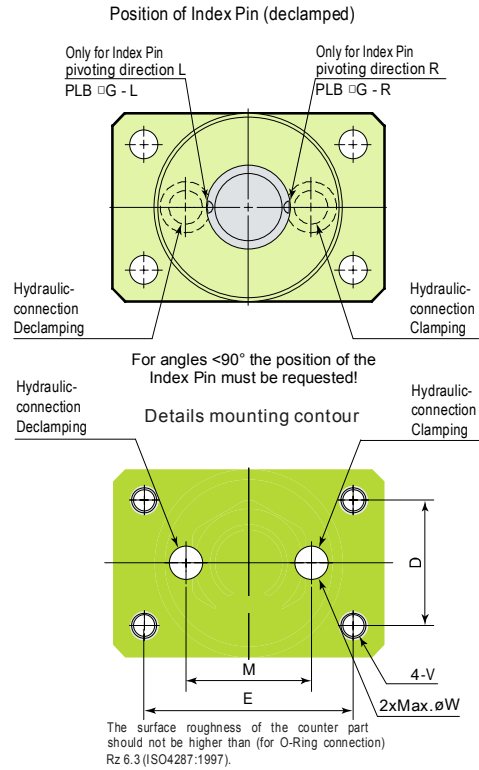 Position of Index Pin (declamped)
Only for Index Pin
pivoting direction L
PLB □G - L
Only for Index Pin
pivoting direction R
PLB □G - R
Hydraulic-
connection
Declamping
Hydraulic-
connection
Clamping
For angles <90° the position of the
Index Pin must be requested!
Hydraulic-
connection
Declamping
Details mounting contour
Hydraulic-
connection
Clamping
D
M
E
4-V
2xMax.øW
The surface roughness of the counter part
should not be higher than (for O-Ring connection)
Rz 6.3 (ISO4287:1997).